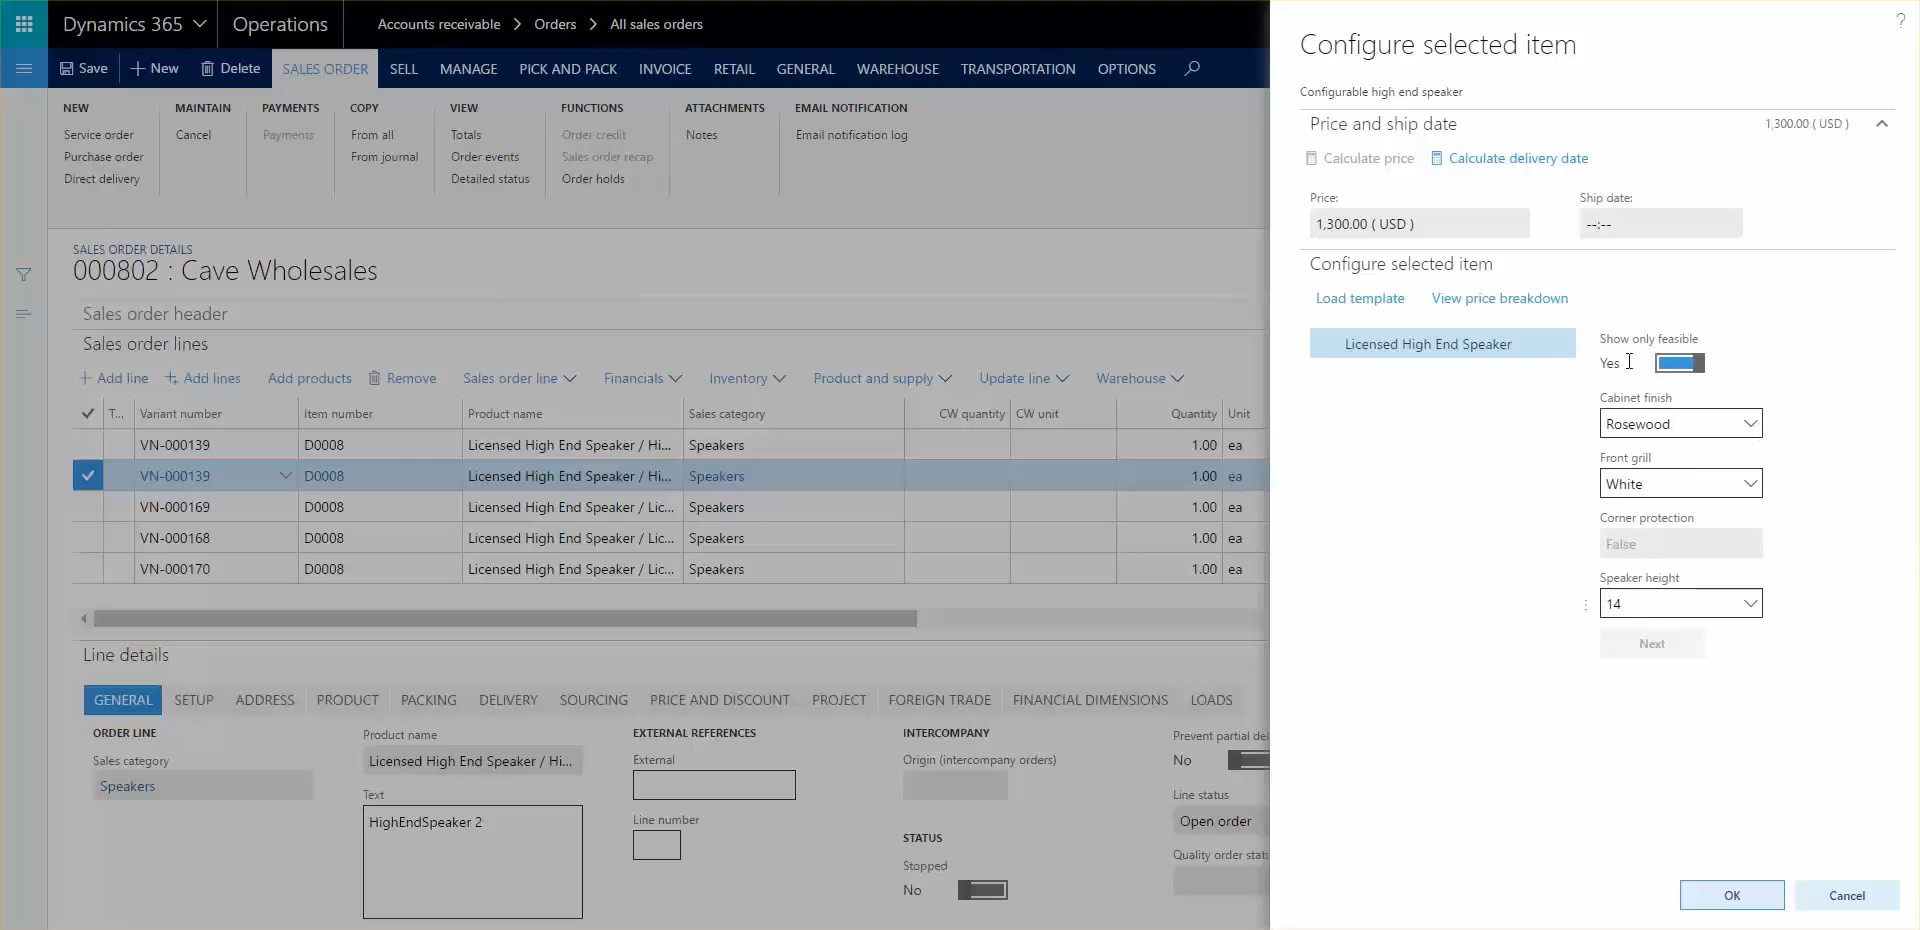 Dynamics 365 Operations Accounts receivable > Orders > All sales orders
Save New Delete SALES ORDER SELL MANAGE PICK AND PACK INVOICE RETAIL GENERAL WAREHOUSE TRANSPORTATION OPTIONS
NEW MAINTAIN PAYMENTS COPY VIEW FUNCTIONS ATTACHMENTS EMAIL NOTIFICATION
Service order Cancel Payments From all Totals Order credit Notes Email notification log
Purchase order From journal Order events Sales order recap
Direct delivery Detailed status Order holds
SALES ORDER DETAILS
000802 : Cave Wholesales
Sales order header
Sales order lines
Add line Add lines Add products Remove Sales order line Financials Inventory Product and supply Update line Warehouse
T... Variant number Item number Product name Sales category CW quantity CW unit Quantity Unit
VN-000139 D0008 Licensed High End Speaker / Hi... Speakers 1.00 ea
VN-000139 D0008 Licensed High End Speaker / Hi... Speakers 1.00 ea
VN-000169 D0008 Licensed High End Speaker / Lic... Speakers 1.00 ea
VN-000168 D0008 Licensed High End Speaker / Lic... Speakers 1.00 ea
VN-000170 D0008 Licensed High End Speaker / Lic... Speakers 1.00 ea
Line details
GENERAL SETUP ADDRESS PRODUCT PACKING DELIVERY SOURCING PRICE AND DISCOUNT PROJECT FOREIGN TRADE FINANCIAL DIMENSIONS LOADS
ORDER LINE
Sales category
Speakers
Product name
Licensed High End Speaker / Hi...
Text
HighEndSpeaker 2
EXTERNAL REFERENCES
External
Line number
INTERCOMPANY
Origin (intercompany orders)
STATUS
Stopped
No
Prevent partial del
No
Line status
Open order
Quality order statu
?
Configure selected item
Configurable high end speaker
Price and ship date 1,300.00 ( USD )
Calculate price Calculate delivery date
Price: Ship date:
1,300.00 ( USD ) --:--
Configure selected item
Load template View price breakdown
Licensed High End Speaker
Show only feasible
Yes
Cabinet finish
Rosewood
Front grill
White
Corner protection
False
Speaker height
14
Next
OK Cancel